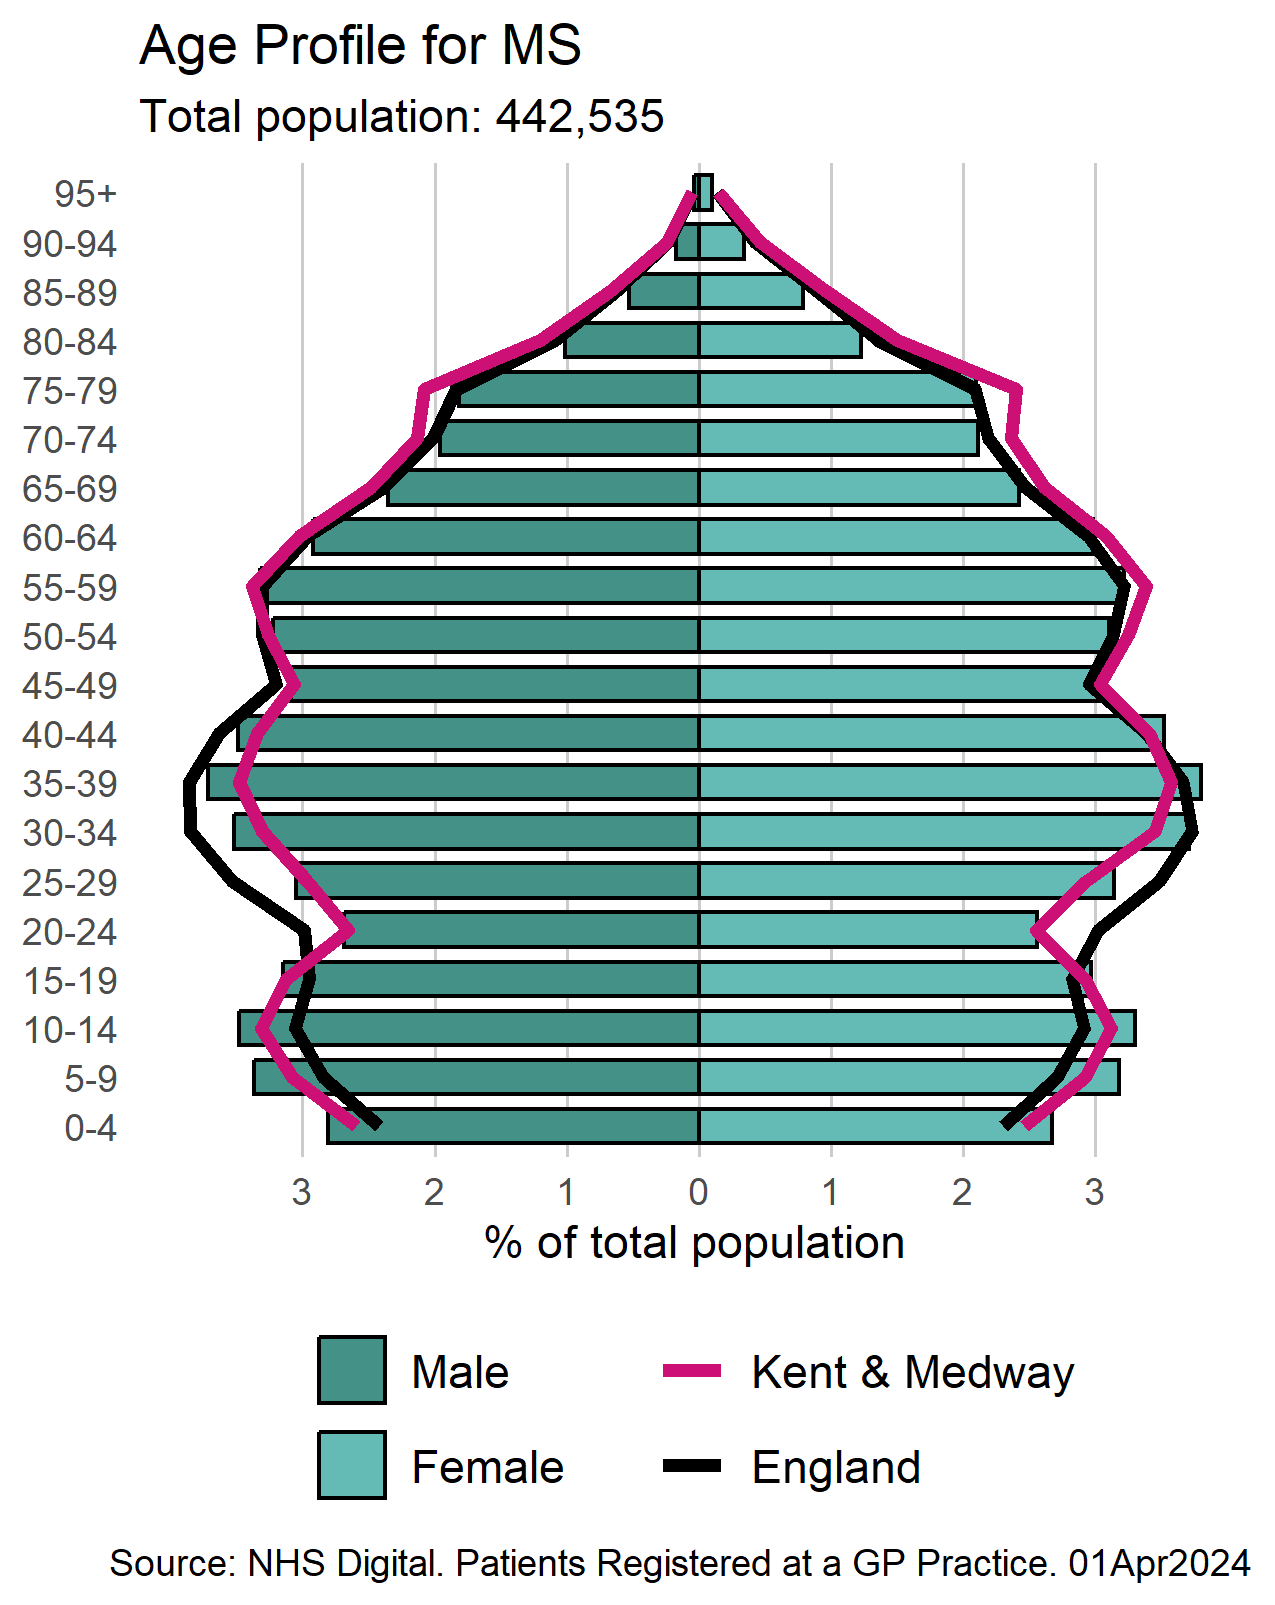 Age Profile for MS
Total population: 442,535
95+
90-94
85-89
80-84
75-79
70-74
65-69
60-64
55-59
50-54
45-49
40-44
35-39
30-34
25-29
20-24
15-19
10-14
5-9
0-4
3 2 1 0 1 2 3
% of total population
Male Kent & Medway
Female England
Source: NHS Digital. Patients Registered at a GP Practice. 01Apr2024